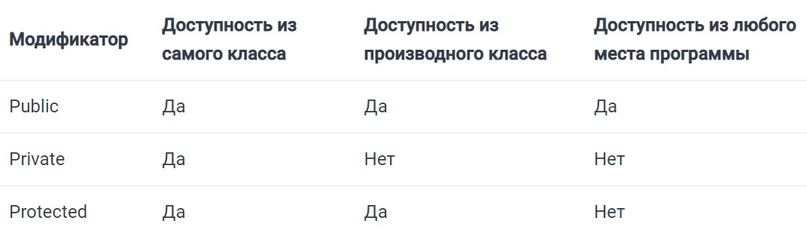 Модификатор Доступность из самого класса Доступность из производного класса Доступность из любого места программы
Public Да Да Да
Private Да Нет Нет
Protected Да Да Нет